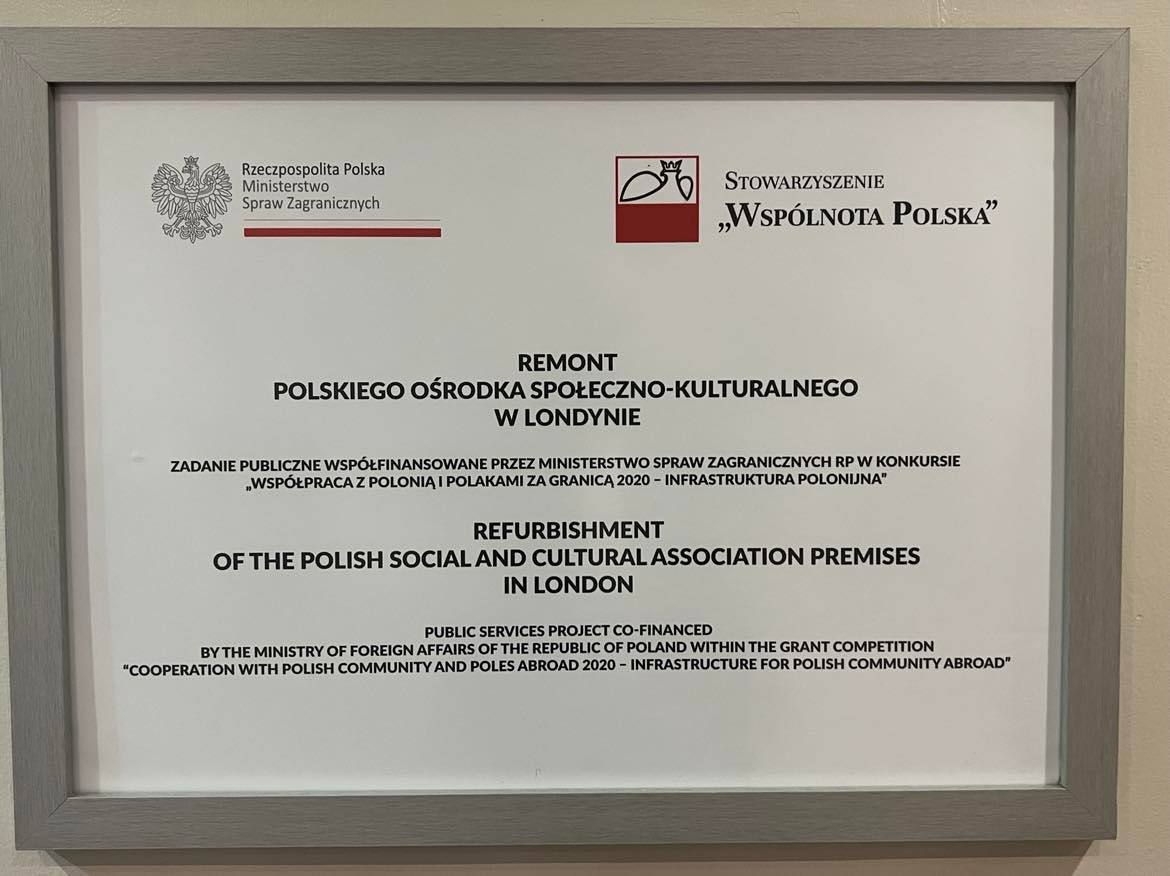 Rzeczpospolita Polska
Ministerstwo
Spraw Zagranicznych
STOWARZYSZENIE
„WSPÓLNOTA POLSKA”
REMONT
POLSKIEGO OŚRODKA SPOŁECZNO-KULTURALNEGO
W LONDYNIE
ZADANIE PUBLICZNE WSPÓŁFINANSOWANE PRZEZ MINISTERSTWO SPRAW ZAGRANICZNYCH RP W KONKURSIE
„WSPÓŁPRACA Z POLONIĄ I POLAKAMI ZA GRANICĄ 2020 – INFRASTRUKTURA POLONIJNA”
REFURBISHMENT
OF THE POLISH SOCIAL AND CULTURAL ASSOCIATION PREMISES
IN LONDON
PUBLIC SERVICES PROJECT CO-FINANCED
BY THE MINISTRY OF FOREIGN AFFAIRS OF THE REPUBLIC OF POLAND WITHIN THE GRANT COMPETITION
“COOPERATION WITH POLISH COMMUNITY AND POLES ABROAD 2020 – INFRASTRUCTURE FOR POLISH COMMUNITY ABROAD”